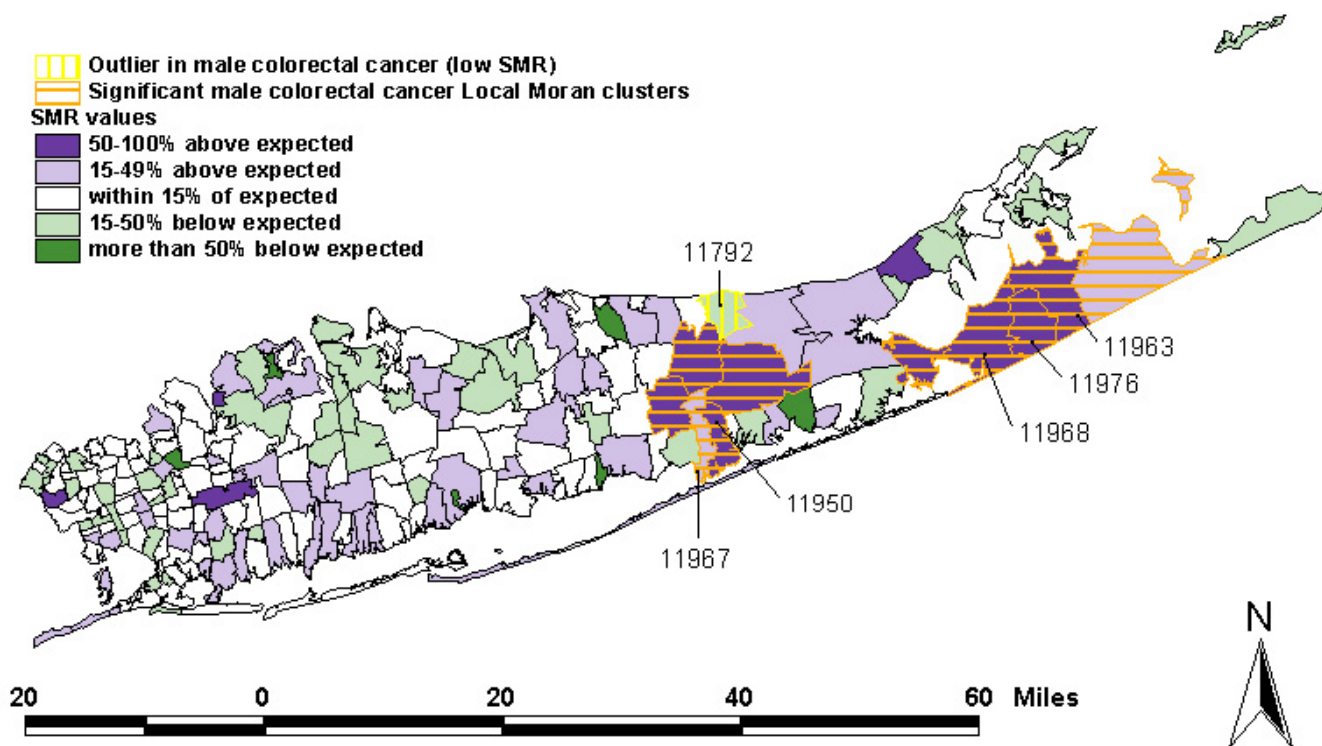 Outlier in male colorectal cancer (low SMR)
Significant male colorectal cancer Local Moran clusters
SMR values
50-100% above expected
15-49% above expected
within 15% of expected
15-50% below expected
more than 50% below expected
11792
11963
11976
11968
11950
11967
N
20 0 20 40 60 Miles